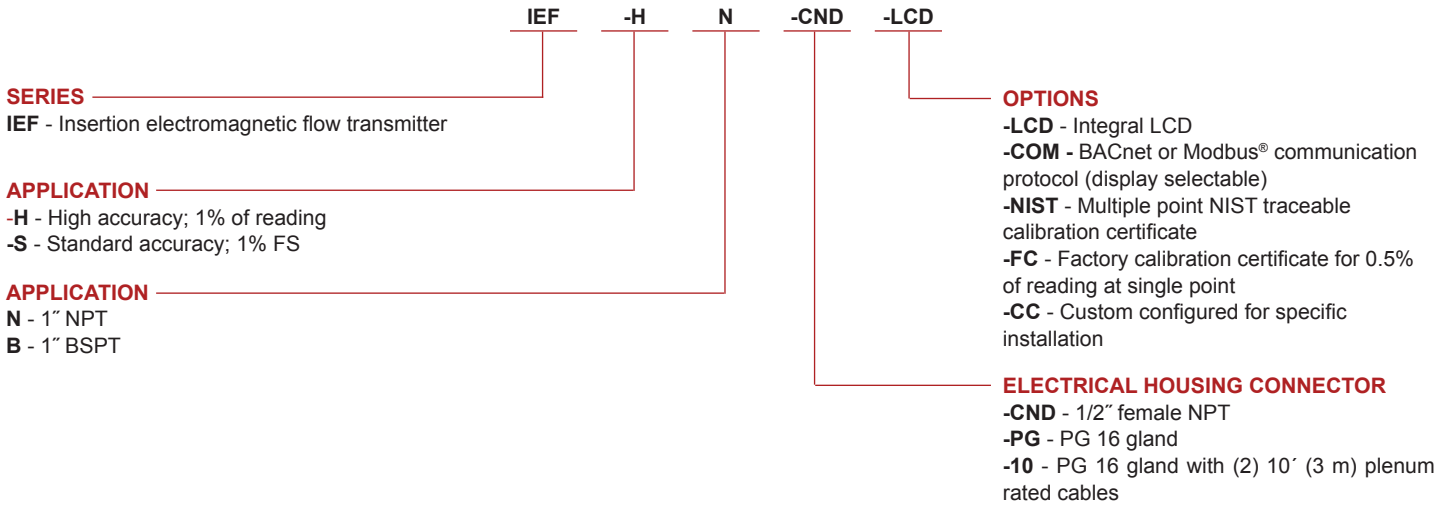 IEF -H N -CND -LCD
SERIES
IEF - Insertion electromagnetic flow transmitter
APPLICATION
-H - High accuracy; 1% of reading
-S - Standard accuracy; 1% FS
APPLICATION
N - 1˝ NPT
B - 1˝ BSPT
OPTIONS
-LCD - Integral LCD
-COM - BACnet or Modbus® communication
protocol (display selectable)
-NIST - Multiple point NIST traceable
calibration certificate
-FC - Factory calibration certificate for 0.5%
of reading at single point
-CC - Custom configured for specific
installation
ELECTRICAL HOUSING CONNECTOR
-CND - 1/2˝ female NPT
-PG - PG 16 gland
-10 - PG 16 gland with (2) 10´ (3 m) plenum
rated cables